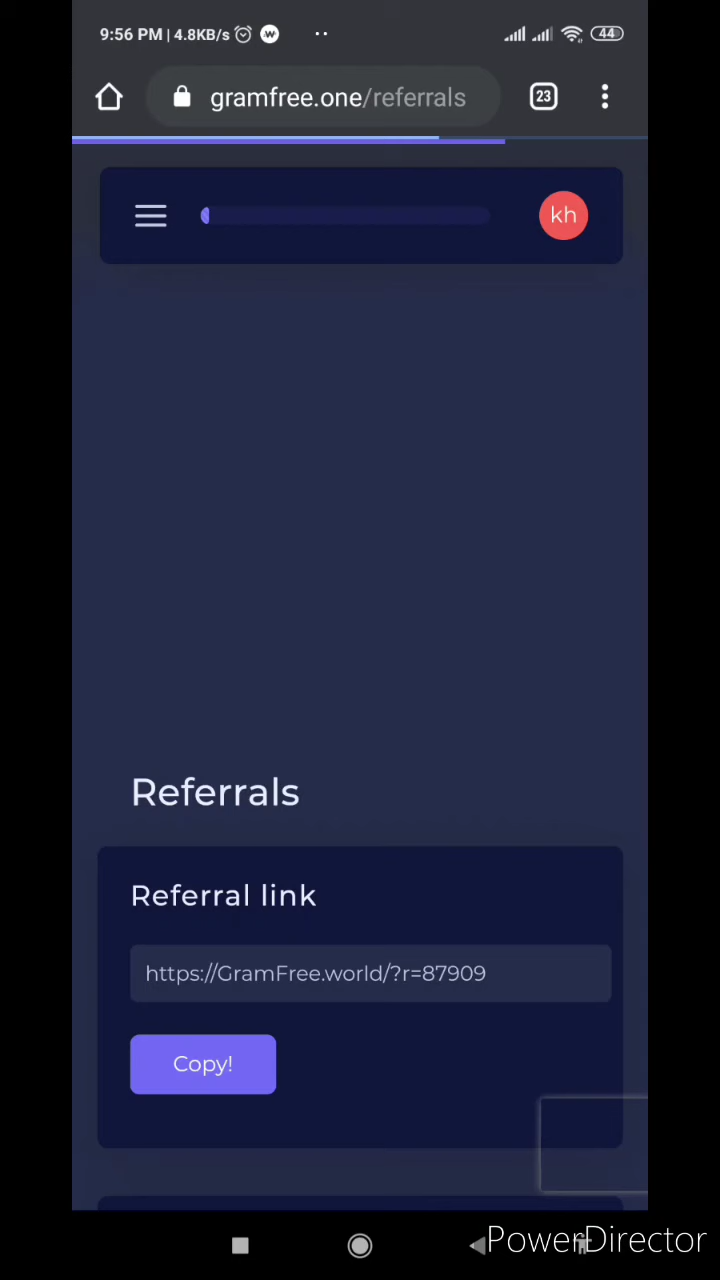 9:56 PM | 4.8KB/s
44
gramfree.one/referrals
23
kh
Referrals
Referral link
https://GramFree.world/?r=87909
Copy!
PowerDirector